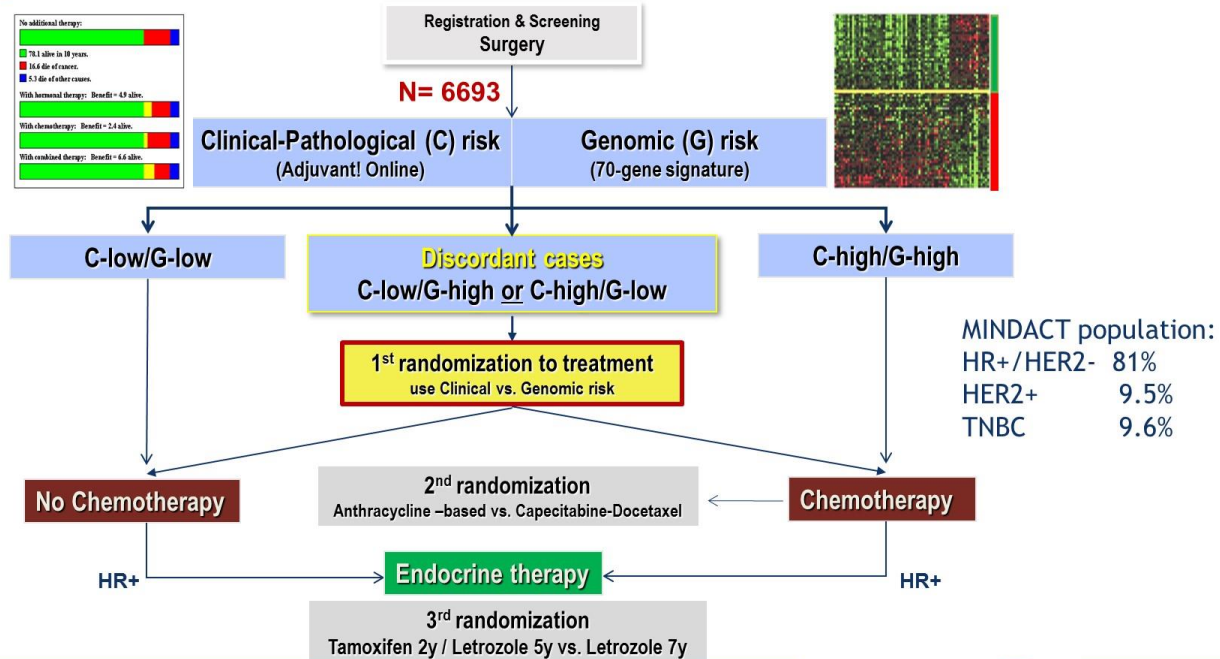 No additional therapy:
78.1 alive in 10 years.
16.6 die of cancer.
5.3 die of other causes.
With hormonal therapy: Benefit = 4.9 alive.
With chemotherapy: Benefit = 2.4 alive.
With combined therapy: Benefit = 6.6 alive.
Registration & Screening
Surgery
N= 6693
Clinical-Pathological (C) risk
(Adjuvant! Online)
Genomic (G) risk
(70-gene signature)
C-low/G-low
Discordant cases
C-low/G-high or C-high/G-low
C-high/G-high
1st randomization to treatment
use Clinical vs. Genomic risk
MINDACT population:
HR+/HER2- 81%
HER2+ 9.5%
TNBC 9.6%
No Chemotherapy
2nd randomization
Anthracycline –based vs. Capecitabine-Docetaxel
Chemotherapy
HR+
Endocrine therapy
HR+
3rd randomization
Tamoxifen 2y / Letrozole 5y vs. Letrozole 7y